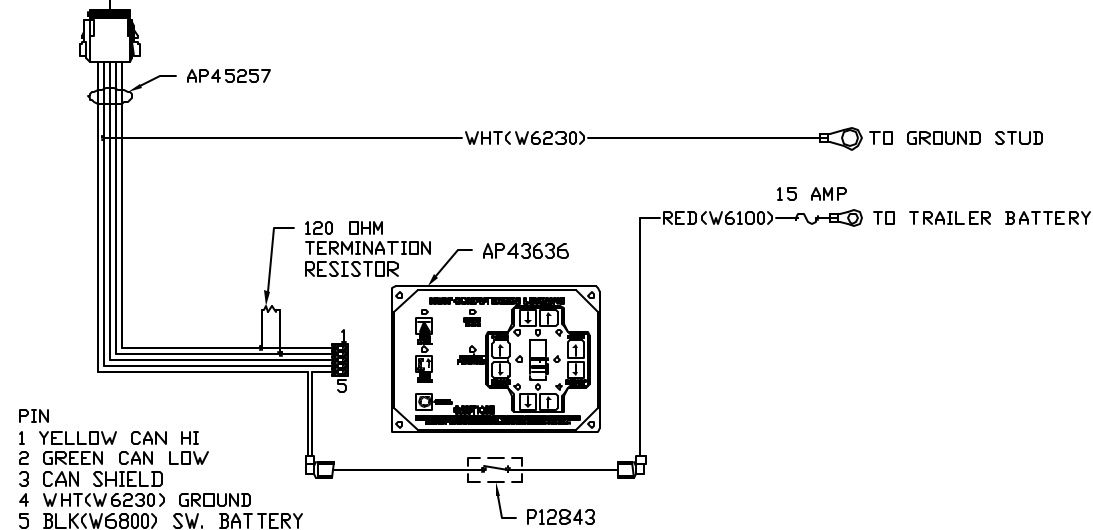 AP45257
WHT(W6230)
TO GROUND STUD
15 AMP
RED(W6100)
TO TRAILER BATTERY
120 OHM
TERMINATION
RESISTOR
AP43636
1
5
PIN
1 YELLOW CAN HI
2 GREEN CAN LOW
3 CAN SHIELD
4 WHT(W6230) GROUND
5 BLK(W6800) SW. BATTERY
P12843